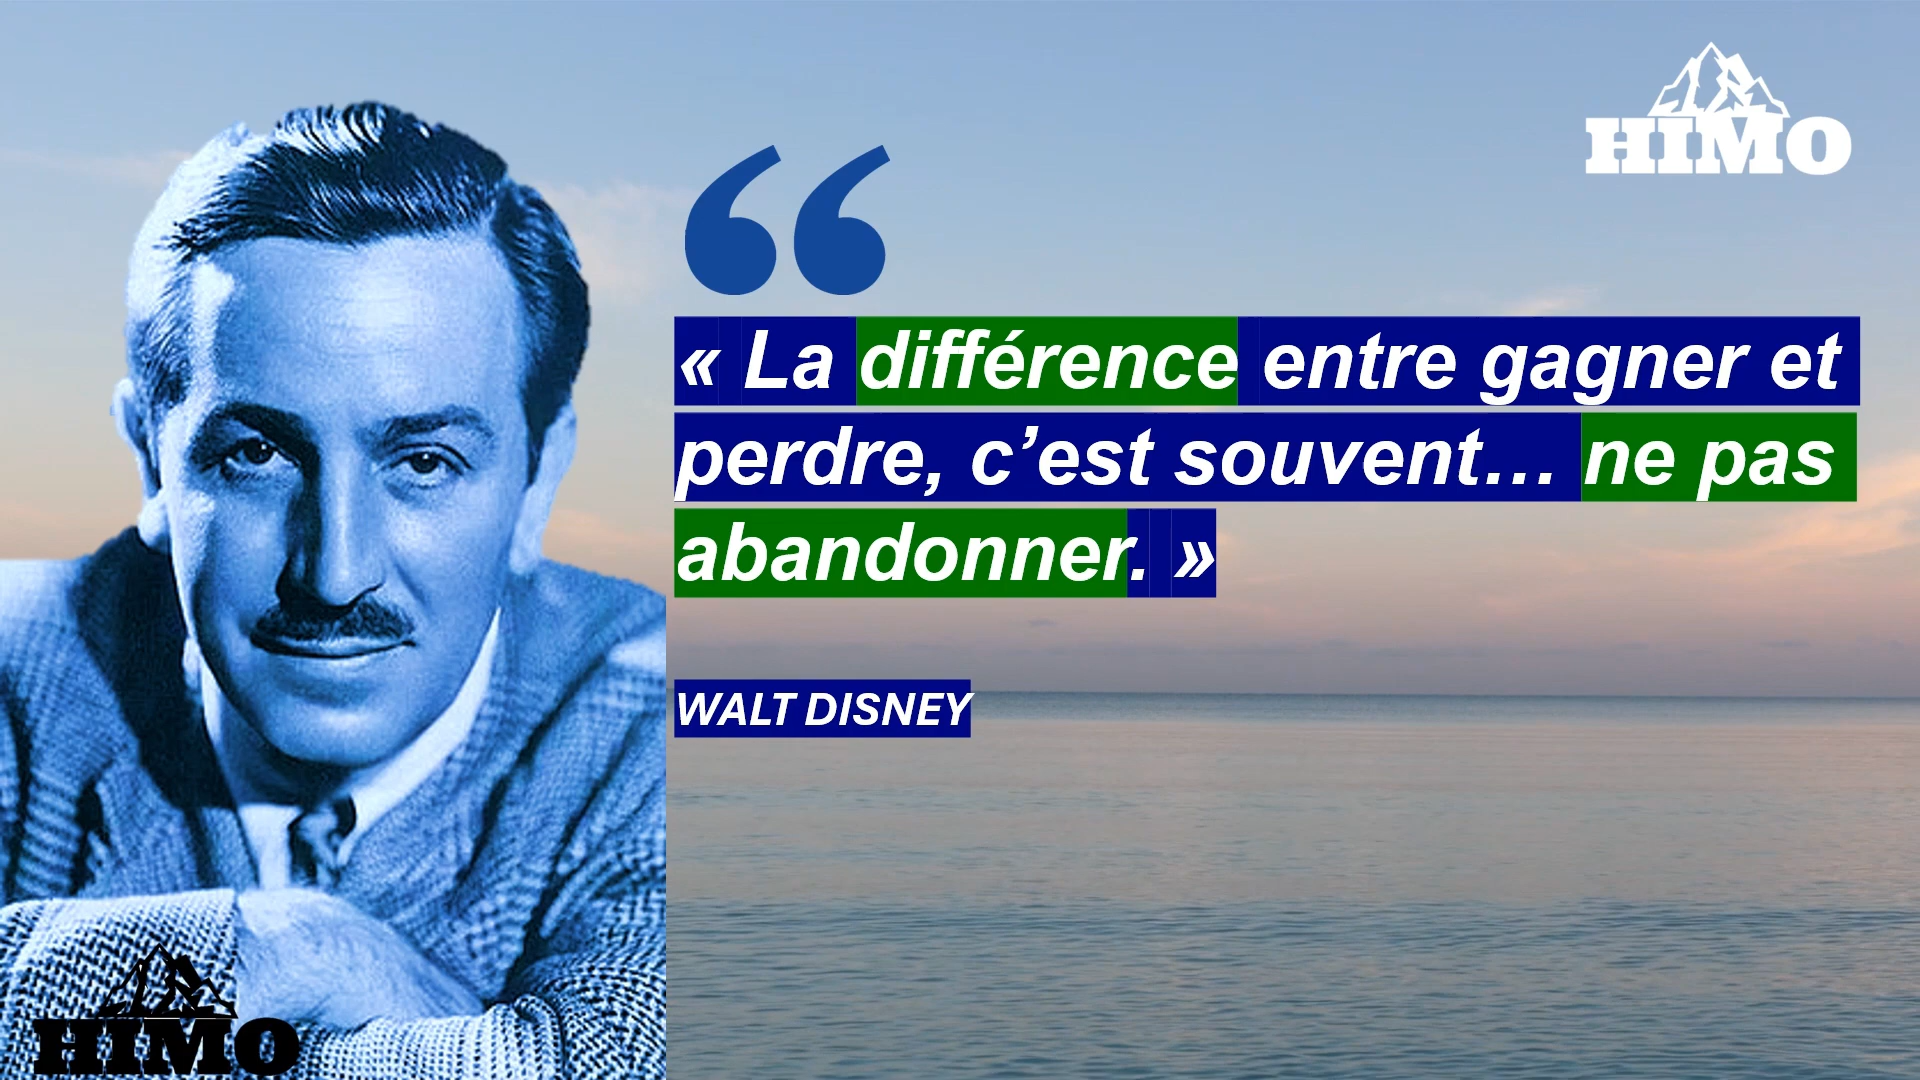 HIMO
« La différence entre gagner et
perdre, c’est souvent… ne pas
abandonner. »
WALT DISNEY
HIMO